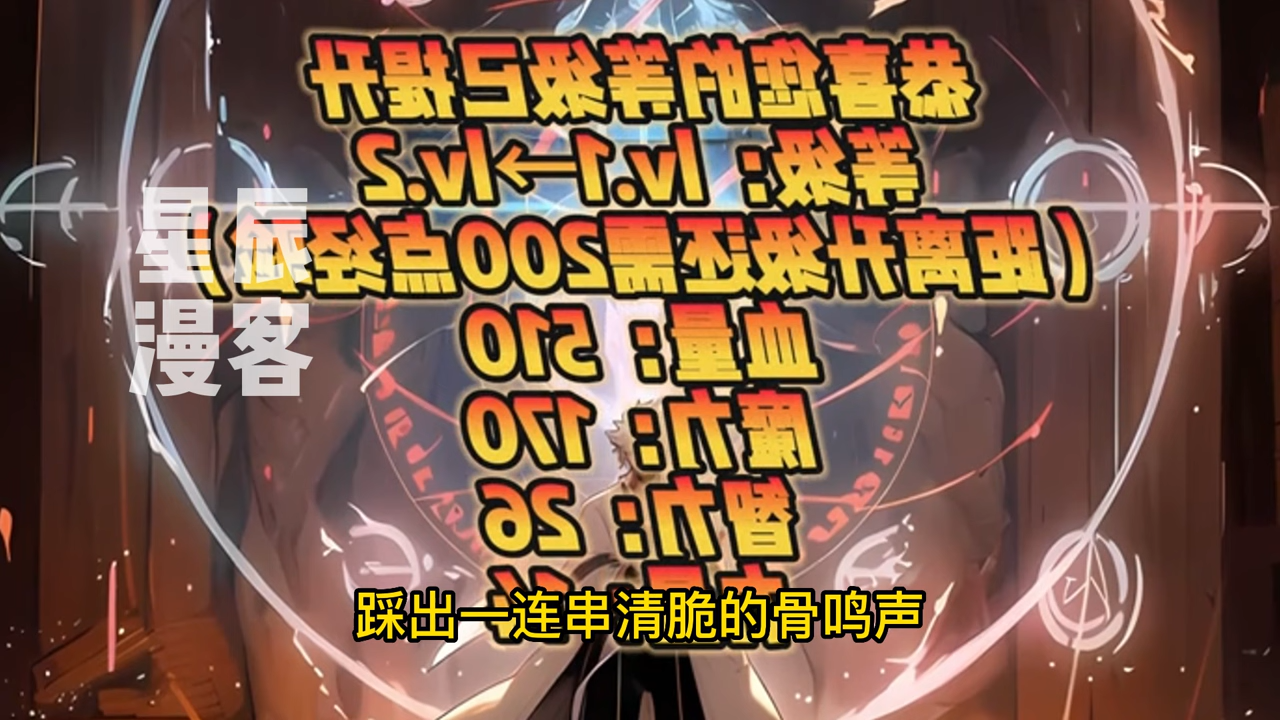 恭喜您的等级已提升
等级：lv.1→lv.2
（距离升级还需200点经验）
血量：510
魔力：170
智力：26
星辰
漫客
踩出一连串清脆的骨鸣声